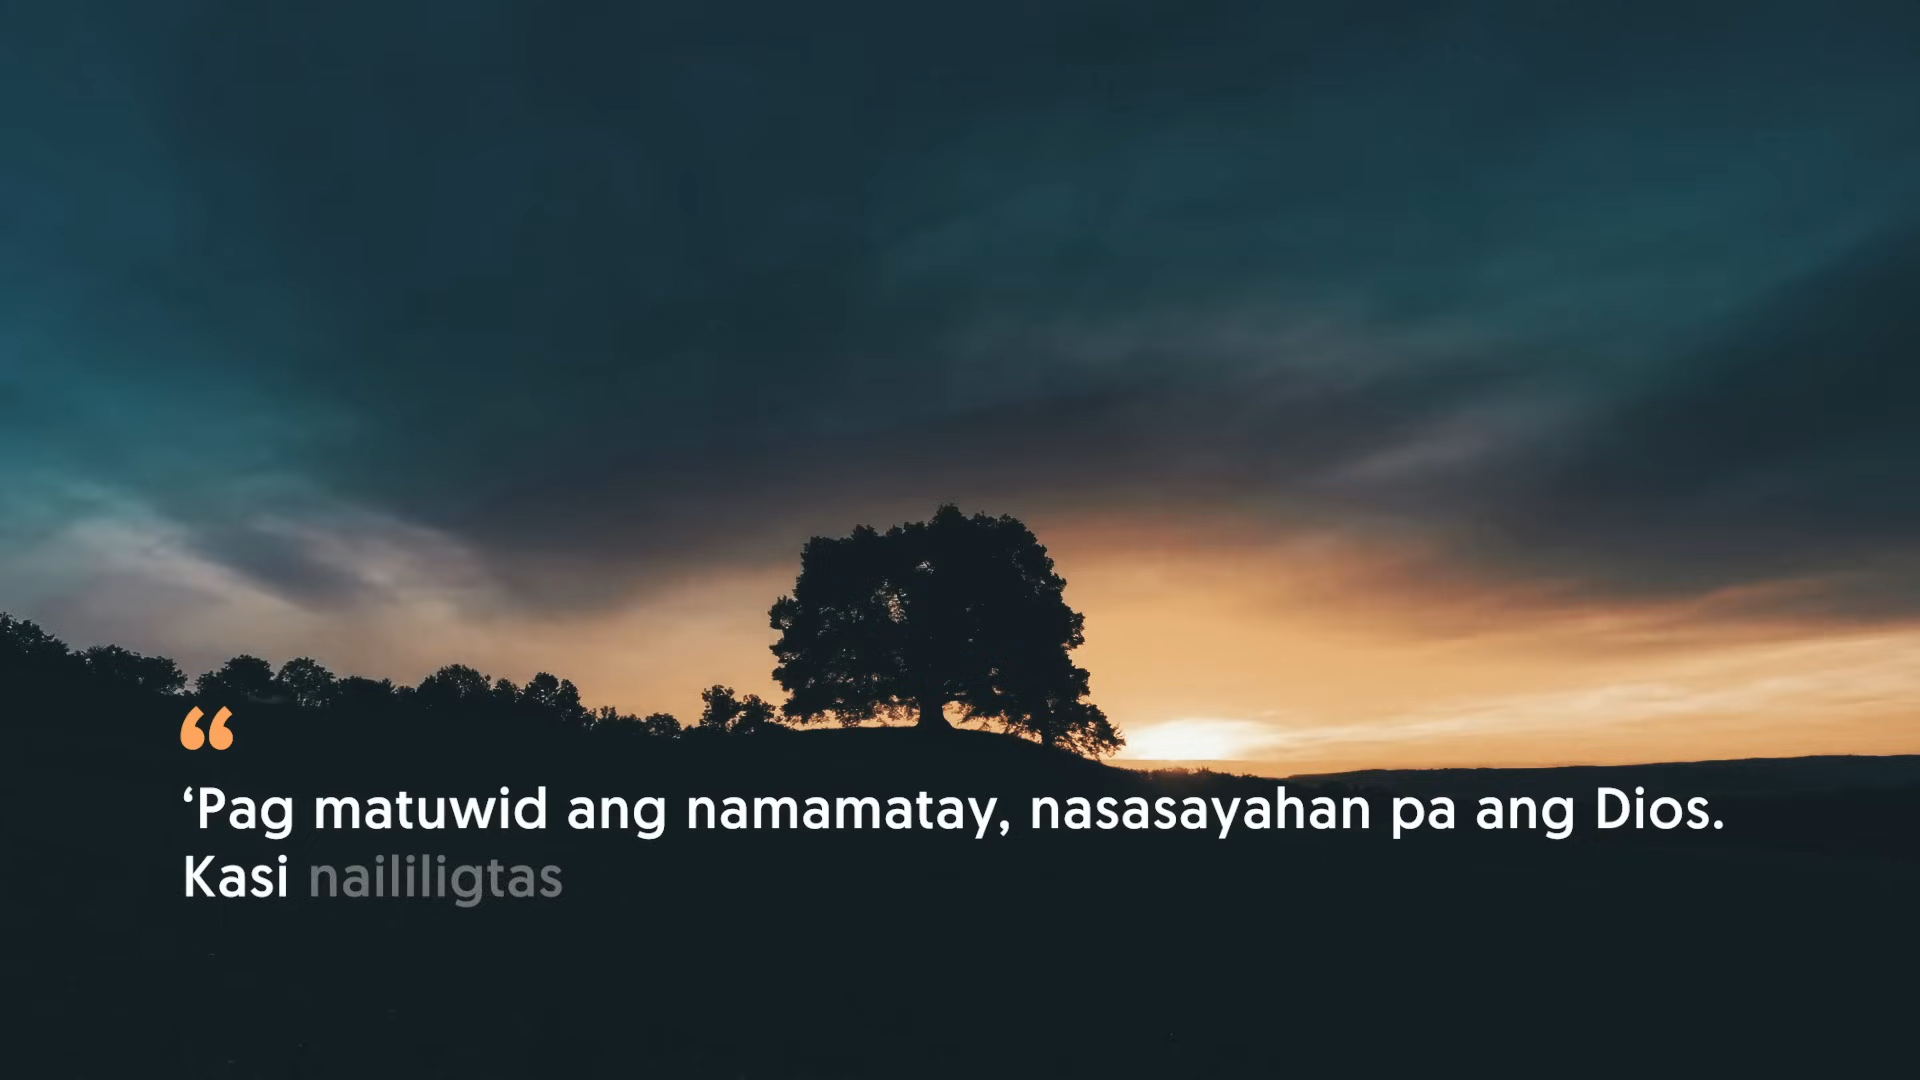 “
‘Pag matuwid ang namamatay, nasasayahan pa ang Dios.
Kasi naililigtas